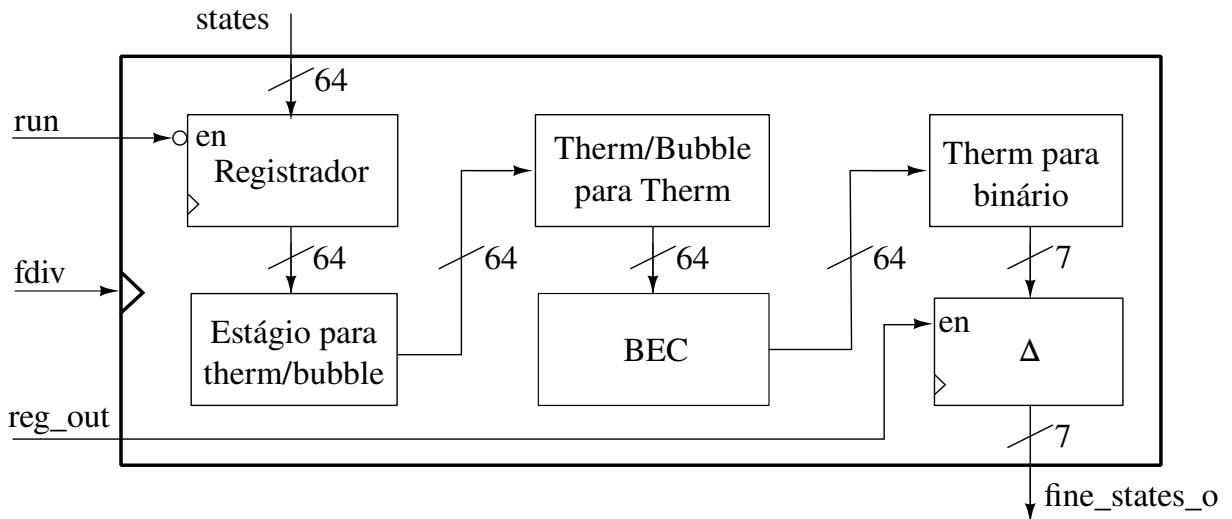 states
64
run
en
Registrador
Therm/Bubble
para Therm
Therm para
binário
64
64
64
64
7
fdiv
Estágio para
therm/bubble
BEC
en
Δ
reg_out
7
fine_states_o